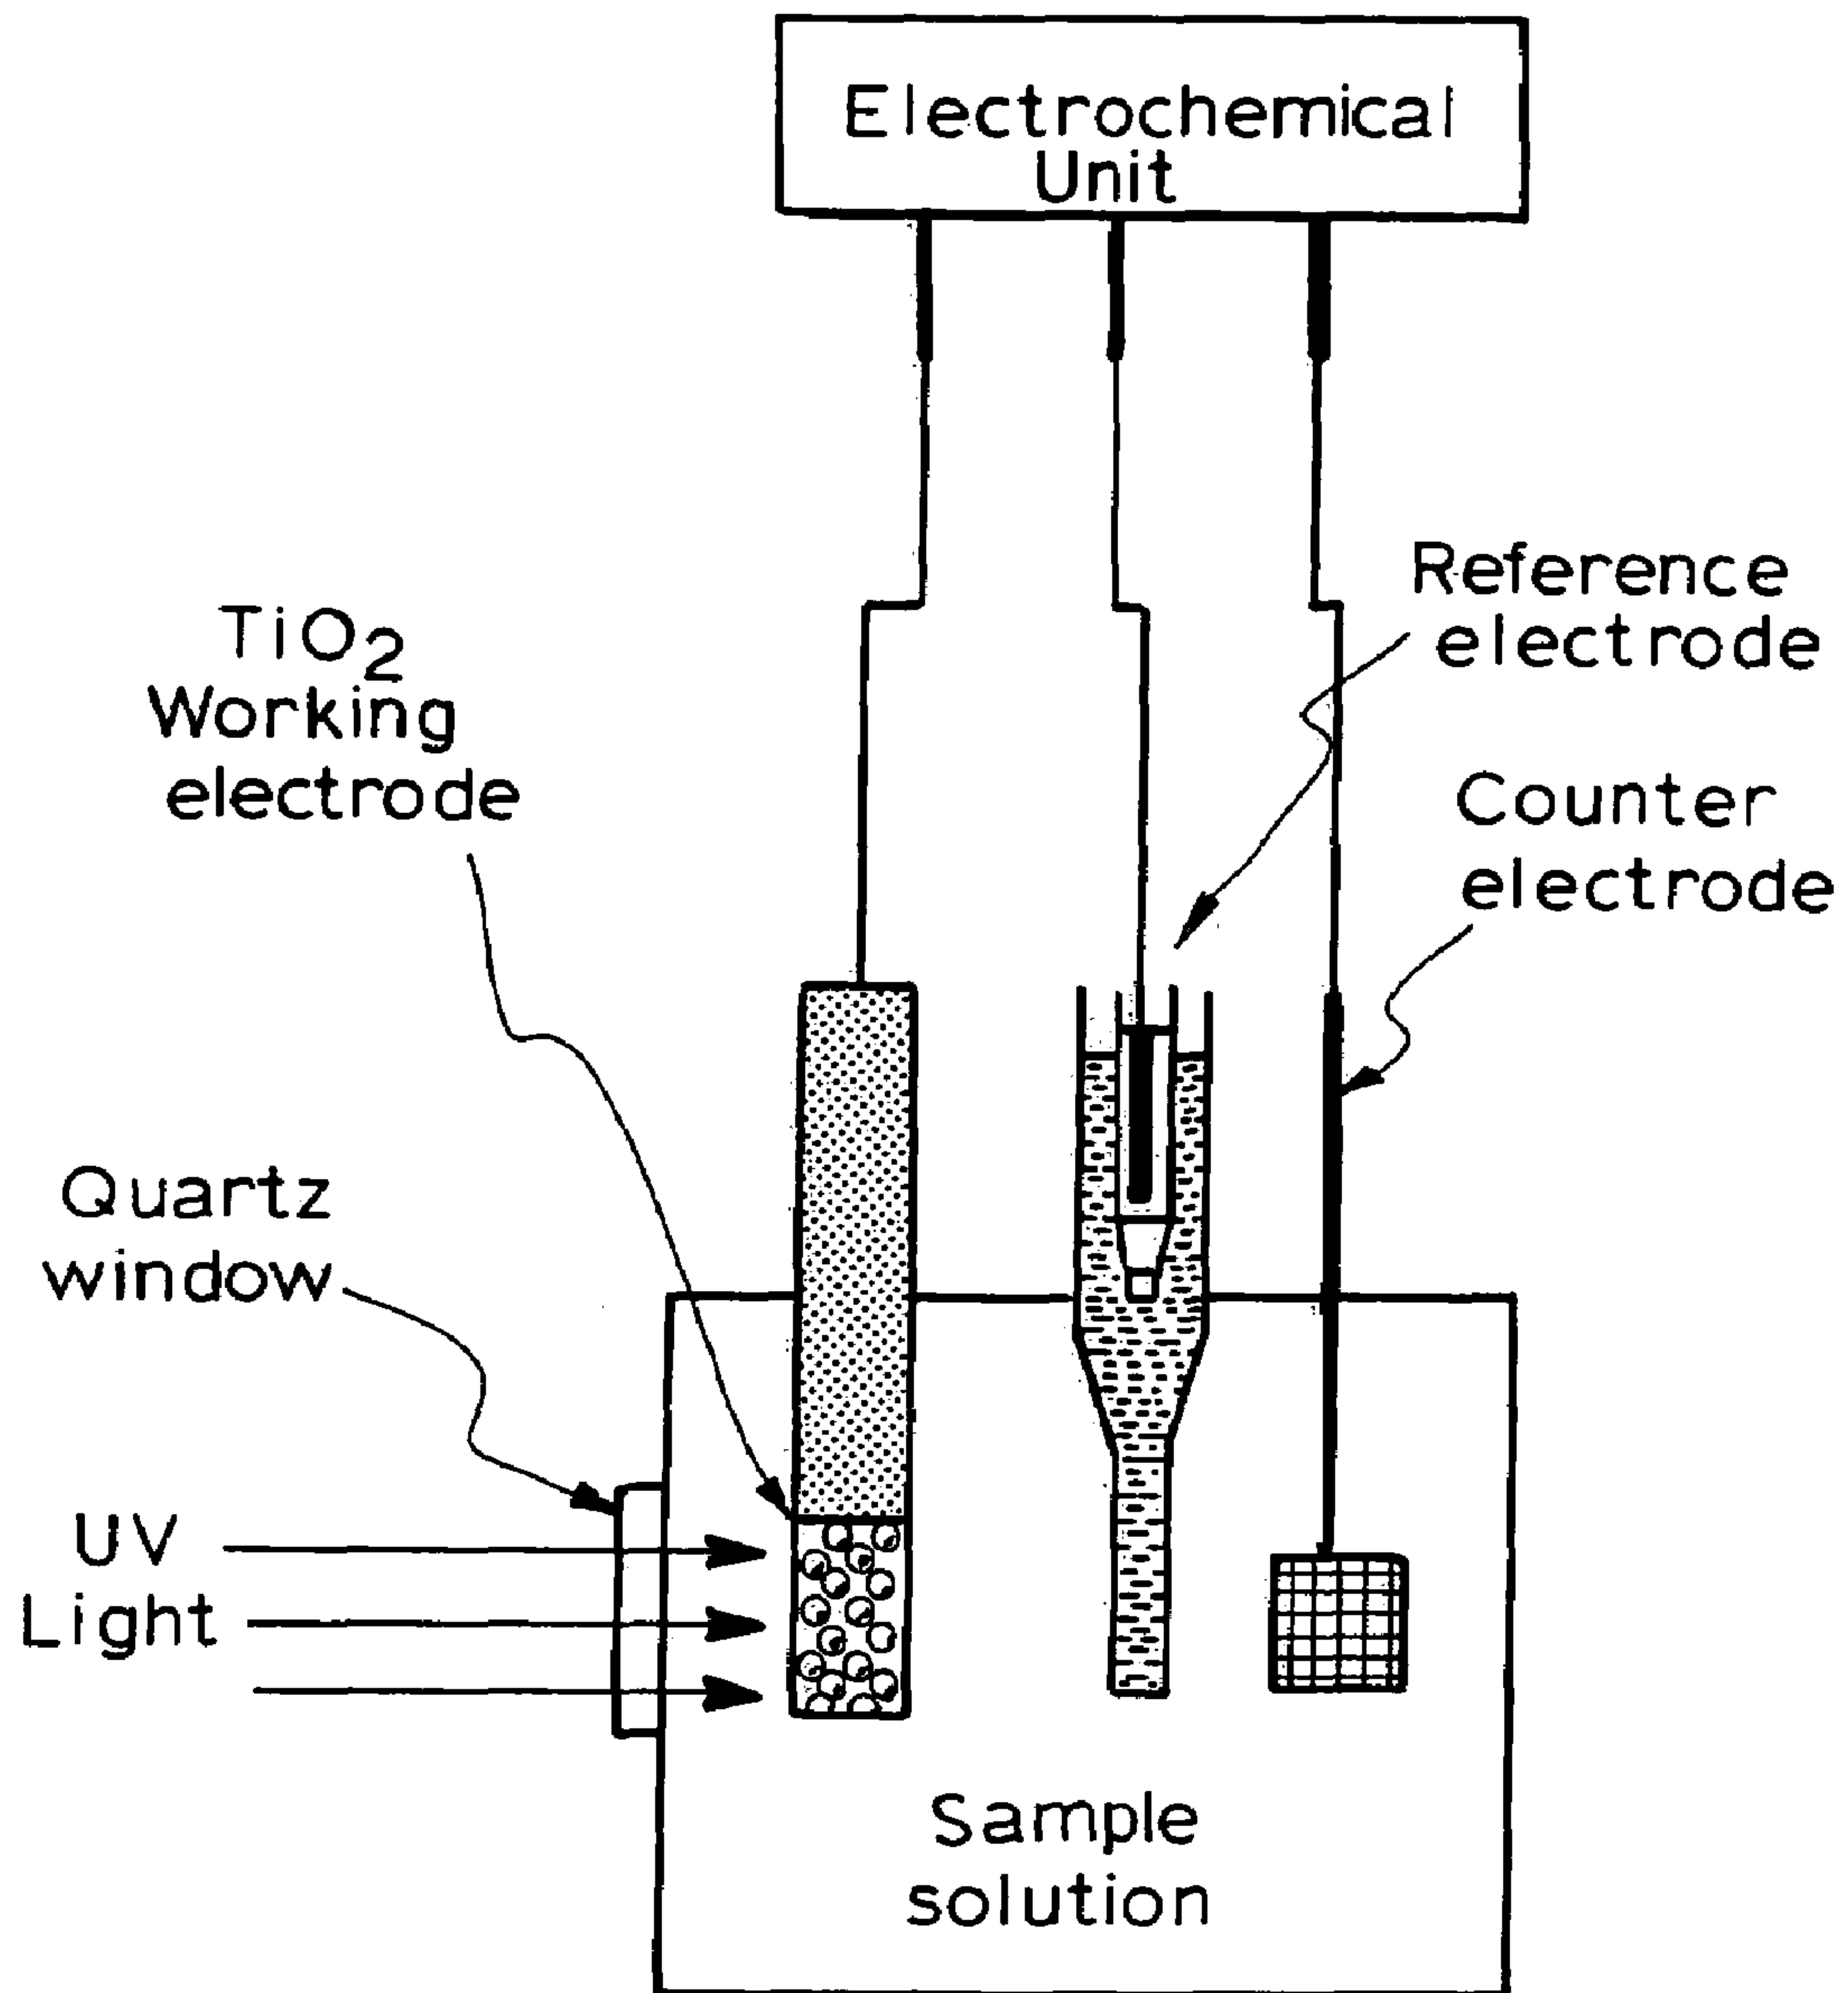 Electrochemical
Unit
Reference
electrode
TiO₂
Working
electrode
Counter
electrode
Quartz
window
UV
Light
Sample
solution